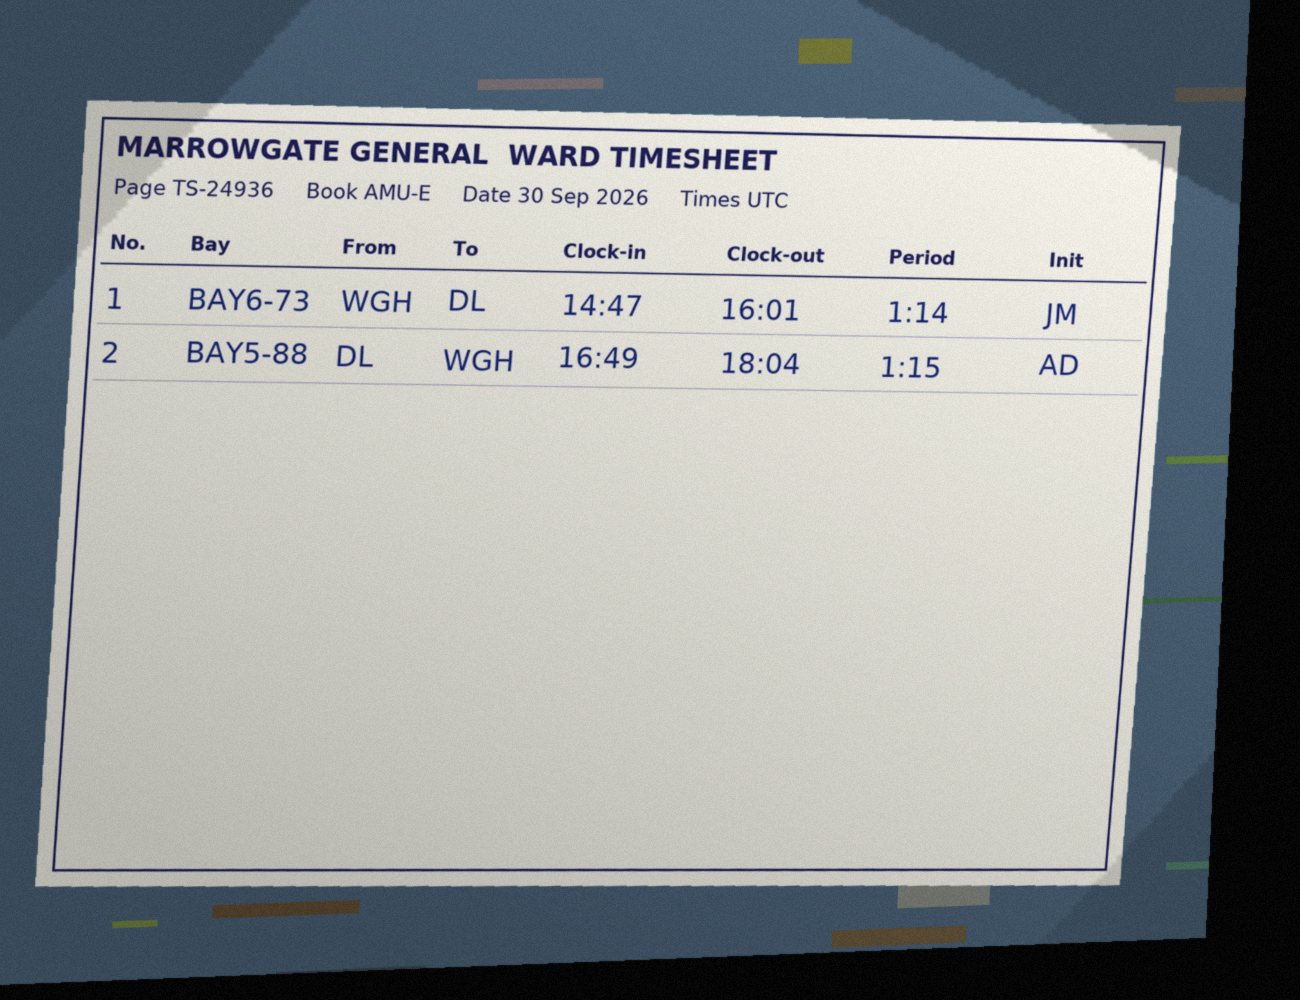 MARROWGATE GENERAL WARD TIMESHEET
Page TS-24936 Book AMU-E Date 30 Sep 2026 Times UTC
No. Bay From To Clock-in Clock-out Period Init
1 BAY6-73 WGH DL 14:47 16:01 1:14 JM
2 BAY5-88 DL WGH 16:49 18:04 1:15 AD